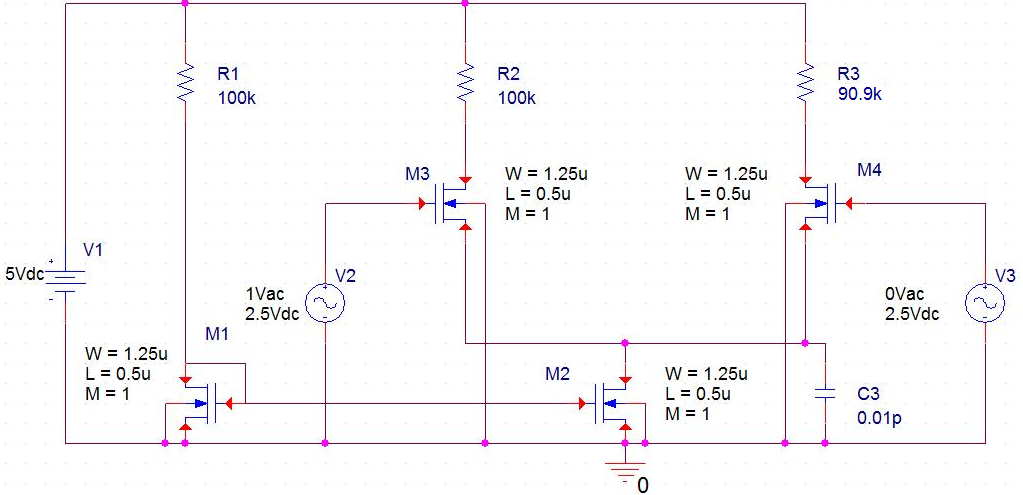 R1
100k
R2
100k
R3
90.9k
M3
W = 1.25u
L = 0.5u
M = 1
W = 1.25u
L = 0.5u
M = 1
M4
V1
5Vdc
V2
1Vac
2.5Vdc
V3
0Vac
2.5Vdc
M1
W = 1.25u
L = 0.5u
M = 1
M2
W = 1.25u
L = 0.5u
M = 1
C3
0.01p
0